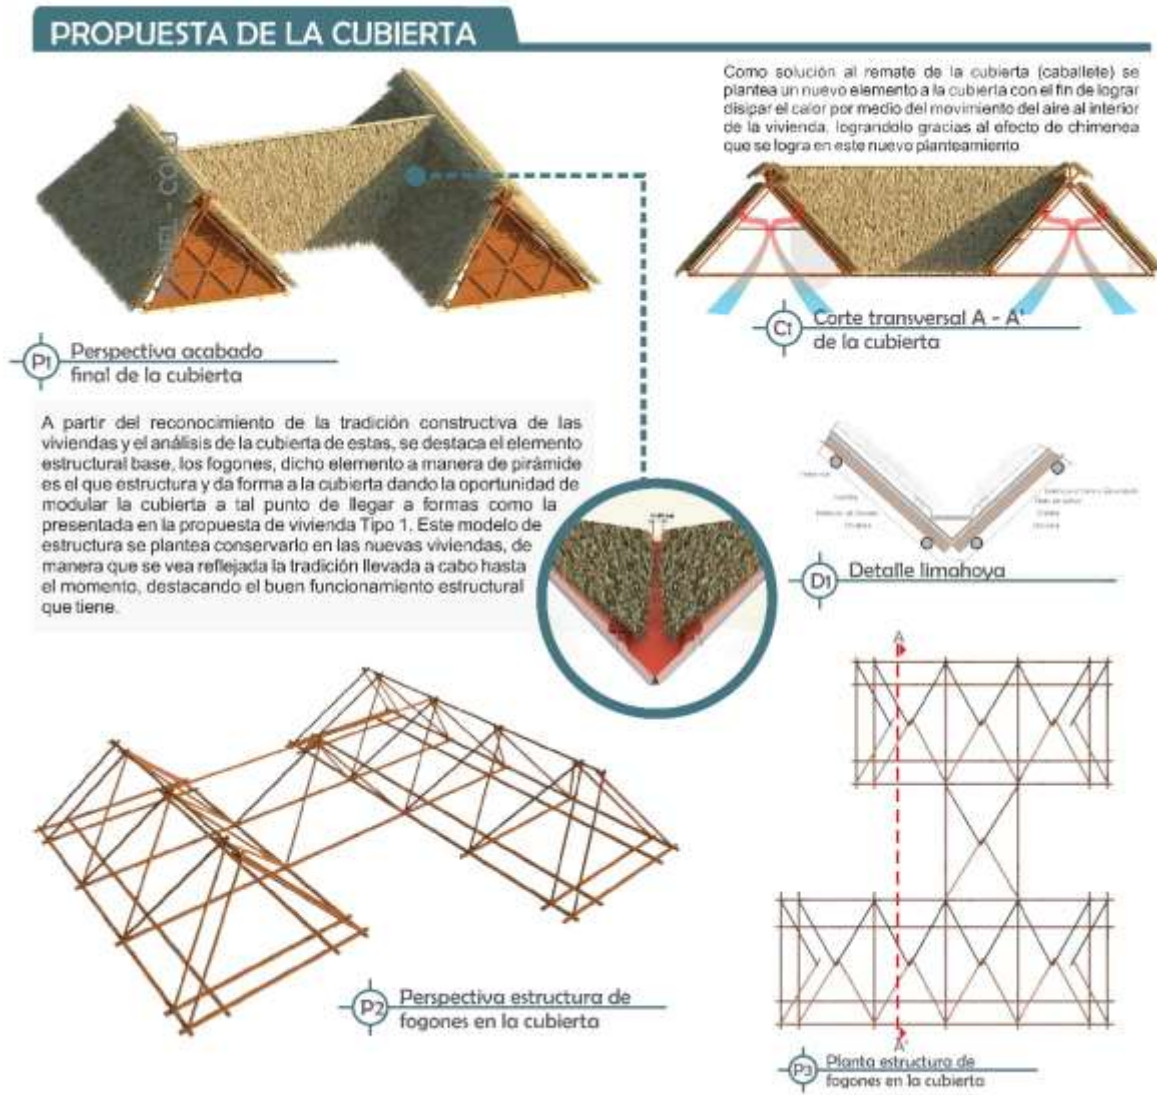 PROPUESTA DE LA CUBIERTA
Como solución al remate de la cubierta (caballete) se
plantea un nuevo elemento a la cubierta con el fin de lograr
disipar el calor por medio del movimiento del aire al interior
de la vivienda, lograndolo gracias al efecto de chimenea
que se logra en este nuevo planteamiento
P1 Perspectiva acabado
final de la cubierta
C1 Corte transversal A - A'
de la cubierta
A partir del reconocimiento de la tradición constructiva de las
viviendas y el análisis de la cubierta de estas, se destaca el elemento
estructural base, los fogones, dicho elemento a manera de pirámide
es el que estructura y da forma a la cubierta dando la oportunidad de
modular la cubierta a tal punto de llegar a formas como la
presentada en la propuesta de vivienda Tipo 1. Este modelo de
estructura se plantea conservarlo en las nuevas viviendas, de
manera que se vea reflejada la tradición llevada a cabo hasta
el momento, destacando el buen funcionamiento estructural
que tiene.
D1 Detalle limahoya
A
P2 Perspectiva estructura de
fogones en la cubierta
A'
P3 Planta estructura de
fogones en la cubierta